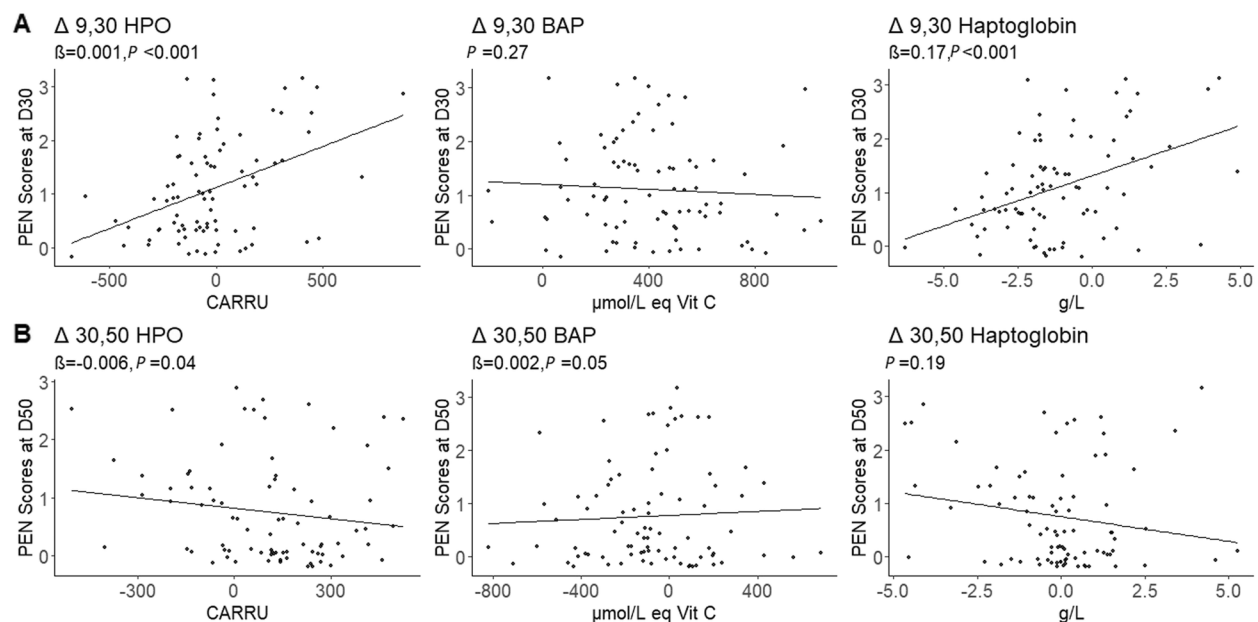 A
Δ 9,30 HPO
ß=0.001,P <0.001
PEN Scores at D30
3
2
1
0
-500
0
500
CARRU
Δ 9,30 BAP
P =0.27
PEN Scores at D30
3
2
1
0
0
400
800
µmol/L eq Vit C
Δ 9,30 Haptoglobin
ß=0.17,P<0.001
PEN Scores at D30
3
2
1
0
-5.0
-2.5
0.0
2.5
5.0
g/L
B
Δ 30,50 HPO
ß=-0.006, P =0.04
PEN Scores at D50
3
2
1
0
-300
0
300
CARRU
Δ 30,50 BAP
ß=0.002,P =0.05
PEN Scores at D50
3
2
1
0
-800
-400
0
400
µmol/L eq Vit C
Δ 30,50 Haptoglobin
P =0.19
PEN Scores at D50
3
2
1
0
-5.0
-2.5
0.0
2.5
5.0
g/L